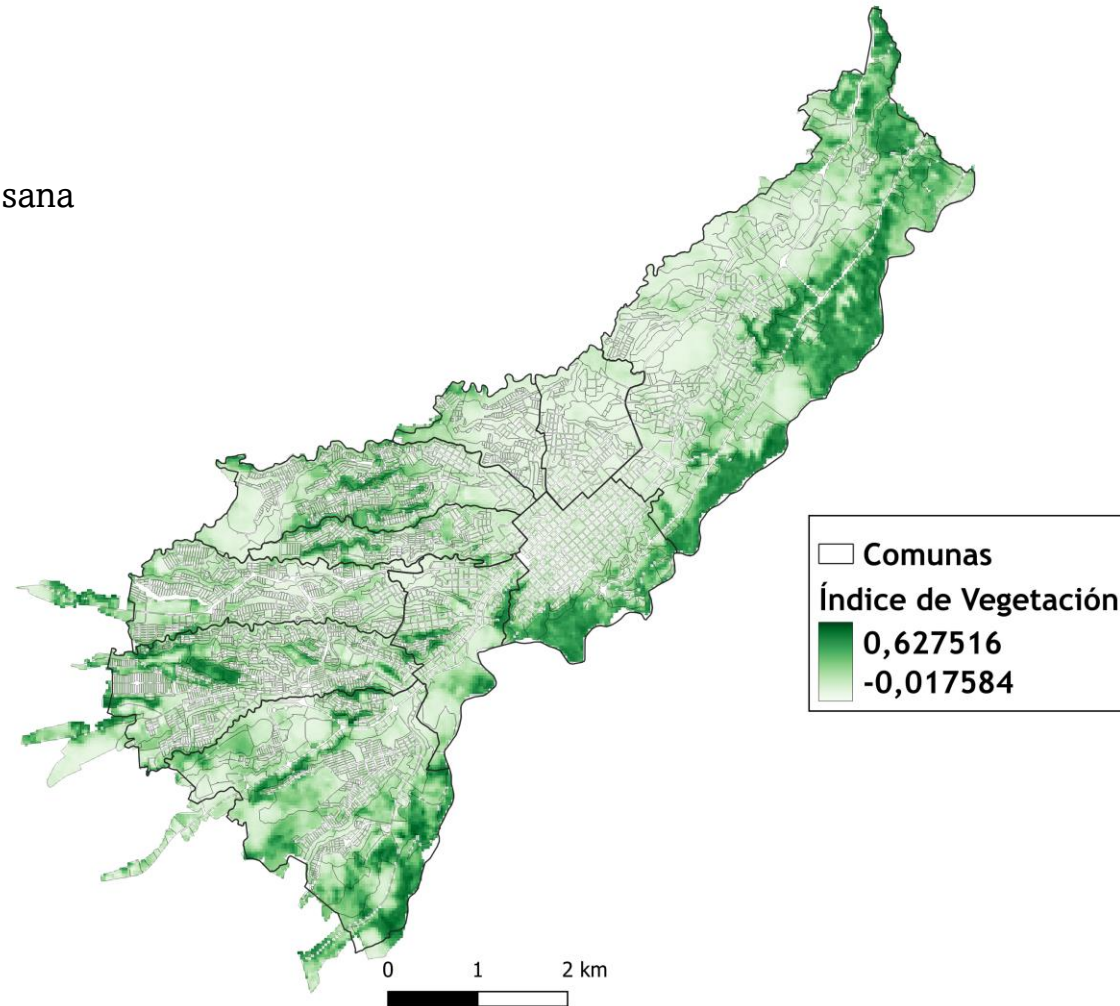 sana
Comunas
Índice de Vegetación
0,627516
-0,017584
0 1 2 km